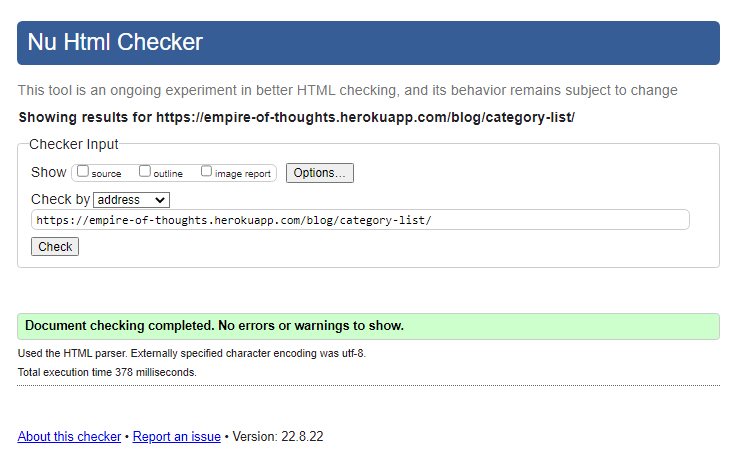 Nu Html Checker
This tool is an ongoing experiment in better HTML checking, and its behavior remains subject to change
Showing results for https://empire-of-thoughts.herokuapp.com/blog/category-list/
Checker Input
Show source outline image report Options...
Check by address
https://empire-of-thoughts.herokuapp.com/blog/category-list/
Check
Document checking completed. No errors or warnings to show.
Used the HTML parser. Externally specified character encoding was utf-8.
Total execution time 378 milliseconds.
About this checker • Report an issue • Version: 22.8.22